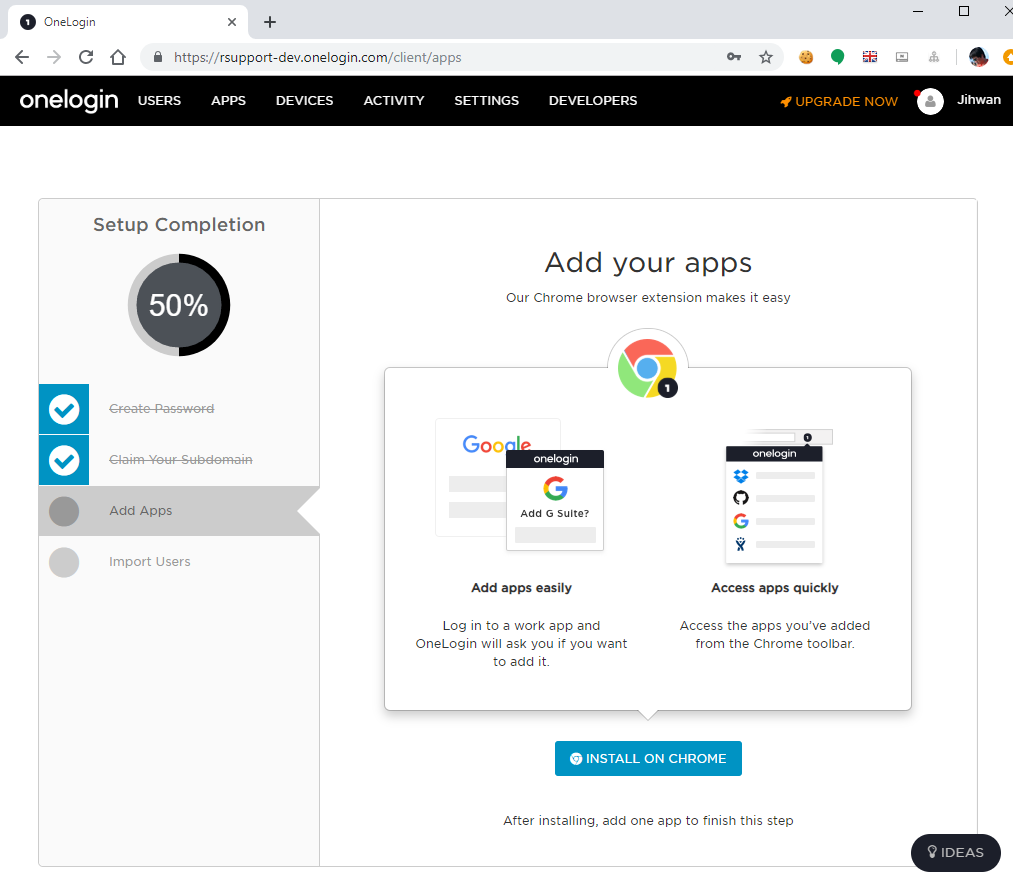 OneLogin
https://rsupport-dev.onelogin.com/client/apps
onelogin USERS APPS DEVICES ACTIVITY SETTINGS DEVELOPERS UPGRADE NOW Jihwan
Setup Completion
50%
Create Password
Claim Your Subdomain
Add Apps
Import Users
Add your apps
Our Chrome browser extension makes it easy
1
Google
onelogin
Add G Suite?
Add apps easily
Log in to a work app and
OneLogin will ask you if you want
to add it.
1
onelogin
Access apps quickly
Access the apps you've added
from the Chrome toolbar.
INSTALL ON CHROME
After installing, add one app to finish this step
IDEAS